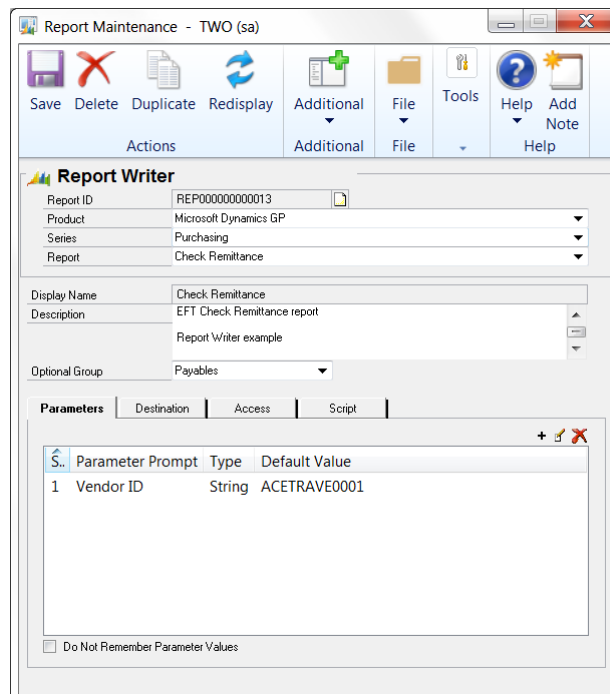 Report Maintenance - TWO (sa)
Save Delete Duplicate Redisplay Additional File Tools Help Add Note
Actions Additional File Help
Report Writer
Report ID REP000000000013
Product Microsoft Dynamics GP
Series Purchasing
Report Check Remittance
Display Name Check Remittance
Description EFT Check Remittance report
Report Writer example
Optional Group Payables
Parameters Destination Access Script
S.. Parameter Prompt Type Default Value
1 Vendor ID String ACETRAVE0001
Do Not Remember Parameter Values